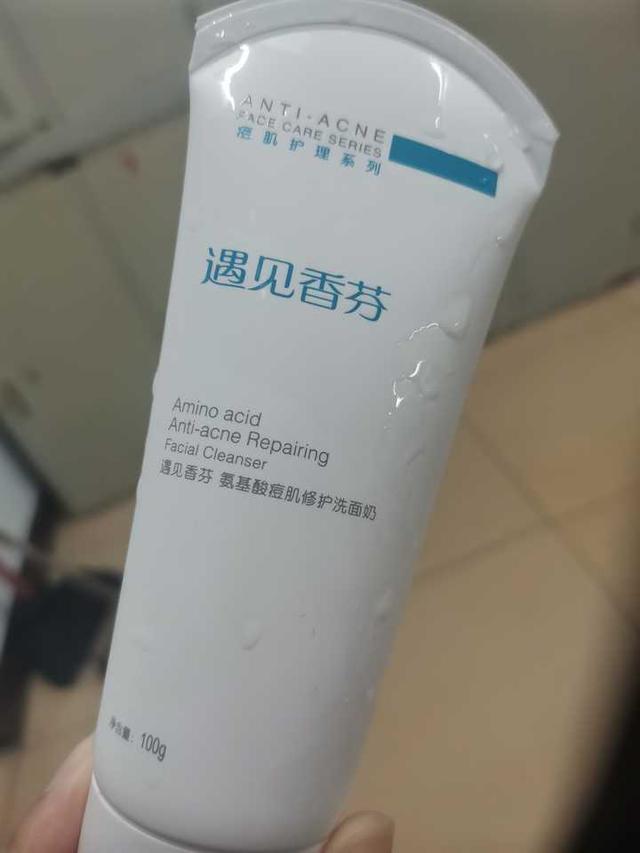 ANTI-ACNE
FACE CARE SERIES
痘肌护理系列
遇见香芬
Amino acid
Anti-acne Repairing
Facial Cleanser
遇见香芬 氨基酸痘肌修护洗面奶
净含量：100g